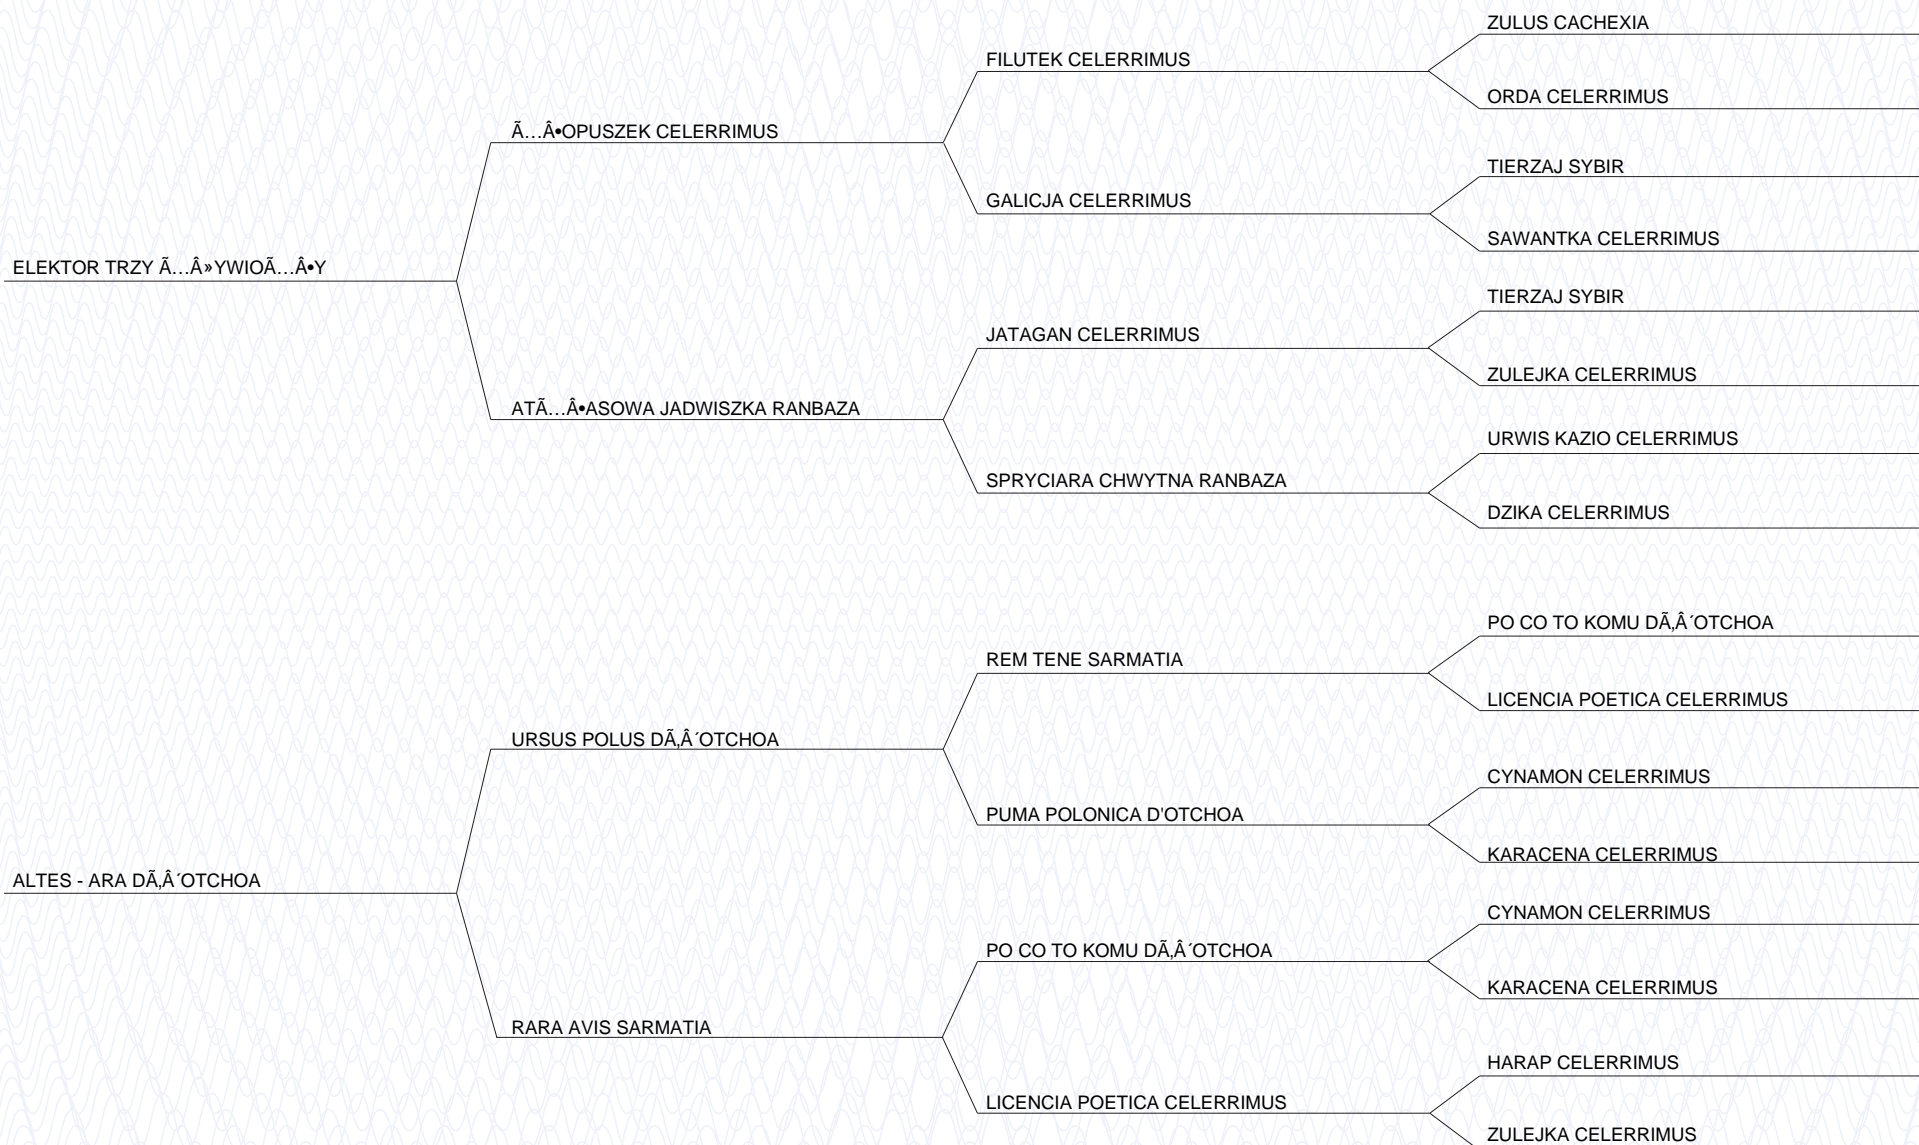 ZULUS CACHEXIA
FILUTEK CELERRIMUS
ORDA CELERRIMUS
Ã…Â•OPUSZEK CELERRIMUS
TIERZAJ SYBIR
GALICJA CELERRIMUS
SAWANTKA CELERRIMUS
ELEKTOR TRZY Ã…Â»YWIOÃ…Â•Y
TIERZAJ SYBIR
JATAGAN CELERRIMUS
ZULEJKA CELERRIMUS
ATÃ…Â•ASOWA JADWISZKA RANBAZA
URWIS KAZIO CELERRIMUS
SPRYCIARA CHWYTNA RANBAZA
DZIKA CELERRIMUS
PO CO TO KOMU DÃ‚Â´OTCHOA
REM TENE SARMATIA
LICENCIA POETICA CELERRIMUS
URSUS POLUS DÃ‚Â´OTCHOA
CYNAMON CELERRIMUS
PUMA POLONICA D'OTCHOA
KARACENA CELERRIMUS
ALTES - ARA DÃ‚Â´OTCHOA
CYNAMON CELERRIMUS
PO CO TO KOMU DÃ‚Â´OTCHOA
KARACENA CELERRIMUS
RARA AVIS SARMATIA
HARAP CELERRIMUS
LICENCIA POETICA CELERRIMUS
ZULEJKA CELERRIMUS